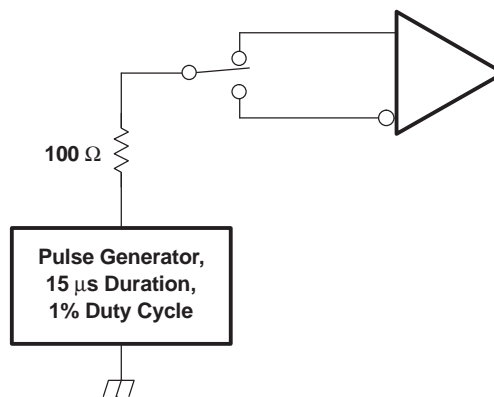 100 Ω
Pulse Generator,
15 μs Duration,
1% Duty Cycle